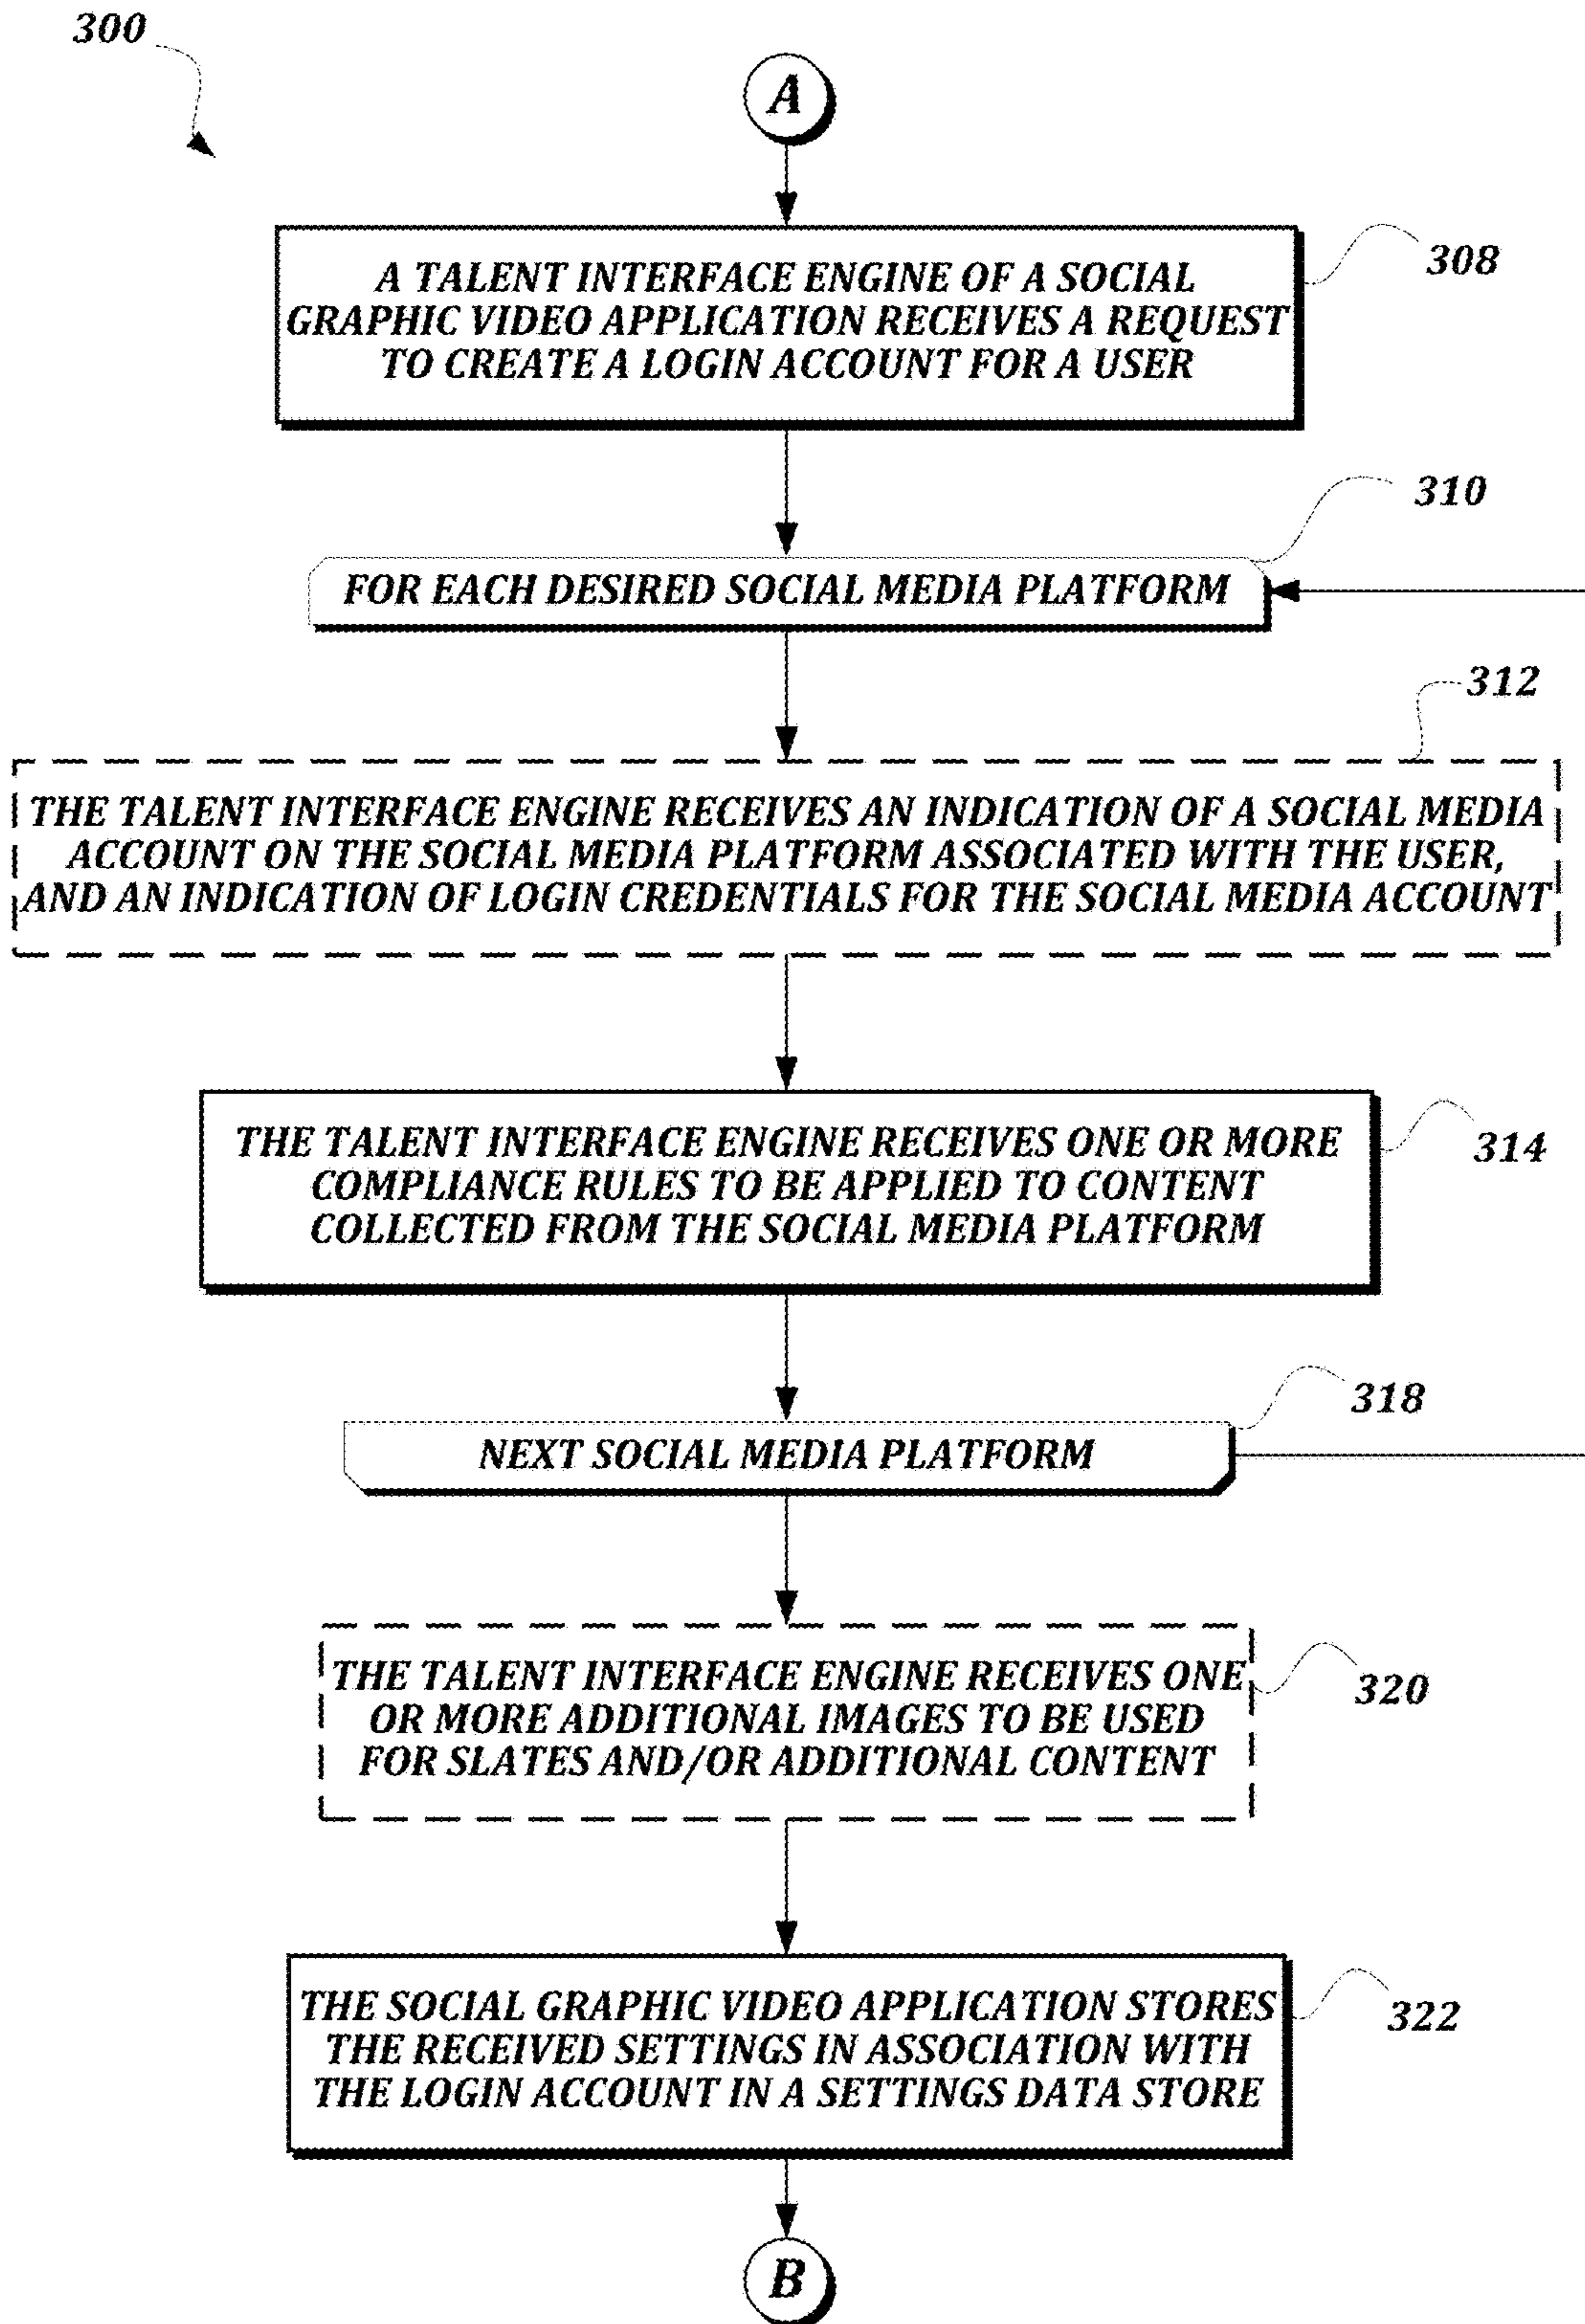 300
A
A TALENT INTERFACE ENGINE OF A SOCIAL
GRAPHIC VIDEO APPLICATION RECEIVES A REQUEST
TO CREATE A LOGIN ACCOUNT FOR A USER
308
310
FOR EACH DESIRED SOCIAL MEDIA PLATFORM
312
THE TALENT INTERFACE ENGINE RECEIVES AN INDICATION OF A SOCIAL MEDIA
ACCOUNT ON THE SOCIAL MEDIA PLATFORM ASSOCIATED WITH THE USER,
AND AN INDICATION OF LOGIN CREDENTIALS FOR THE SOCIAL MEDIA ACCOUNT
THE TALENT INTERFACE ENGINE RECEIVES ONE OR MORE
COMPLIANCE RULES TO BE APPLIED TO CONTENT
COLLECTED FROM THE SOCIAL MEDIA PLATFORM
314
318
NEXT SOCIAL MEDIA PLATFORM
THE TALENT INTERFACE ENGINE RECEIVES ONE
OR MORE ADDITIONAL IMAGES TO BE USED
FOR SLATES AND/OR ADDITIONAL CONTENT
320
THE SOCIAL GRAPHIC VIDEO APPLICATION STORES
THE RECEIVED SETTINGS IN ASSOCIATION WITH
THE LOGIN ACCOUNT IN A SETTINGS DATA STORE
322
B